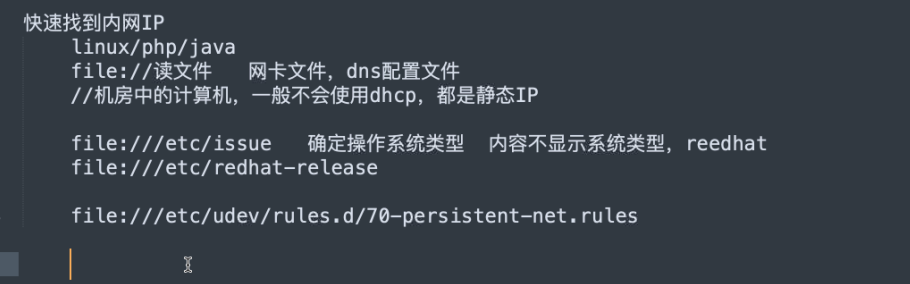 快速找到内网IP
linux/php/java
file://读文件   网卡文件，dns配置文件
//机房中的计算机，一般不会使用dhcp，都是静态IP
file:///etc/issue   确定操作系统类型  内容不显示系统类型，reedhat
file:///etc/redhat-release
file:///etc/udev/rules.d/70-persistent-net.rules